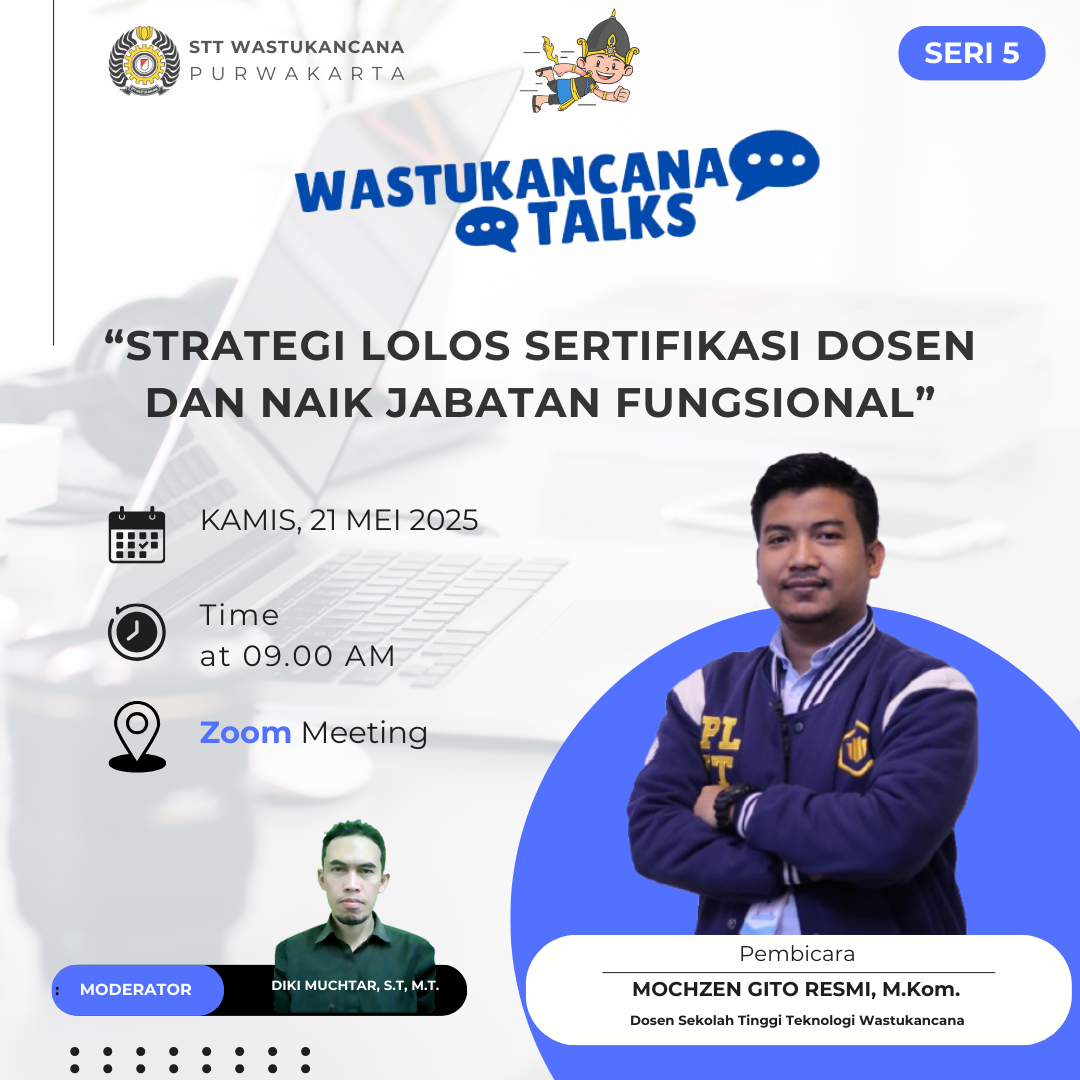 STT WASTUKANCANA
PURWAKARTA
SERI 5
WASTUKANCANA
TALKS
“STRATEGI LOLOS SERTIFIKASI DOSEN
DAN NAIK JABATAN FUNGSIONAL”
KAMIS, 21 MEI 2025
Time
at 09.00 AM
Zoom Meeting
PL
IT
: MODERATOR
DIKI MUCHTAR, S.T, M.T.
Pembicara
MOCHZEN GITO RESMI, M.Kom.
Dosen Sekolah Tinggi Teknologi Wastukancana